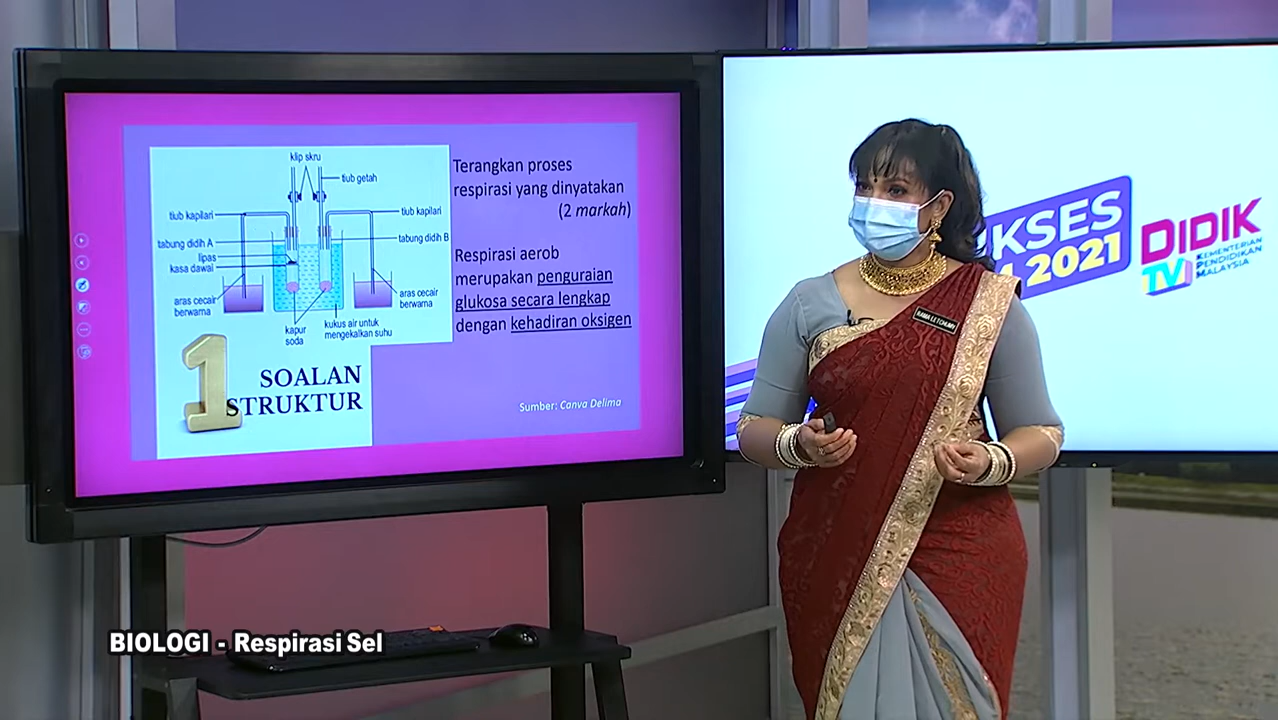 klip skru
tiub getah
tiub kapilari
tiub kapilari
tabung didih A
tabung didih B
lipas
kasa dawai
aras cecair
berwarna
aras cecair
berwarna
kapur
soda
kukus air untuk
mengekalkan suhu
1
SOALAN
STRUKTUR
Terangkan proses
respirasi yang dinyatakan
(2 markah)
Respirasi aerob
merupakan penguraian
glukosa secara lengkap
dengan kehadiran oksigen
Sumber: Canva Delima
KSES
2021
DIDIK
TV
KEMENTERIAN
PENDIDIKAN
MALAYSIA
BIOLOGI - Respirasi Sel